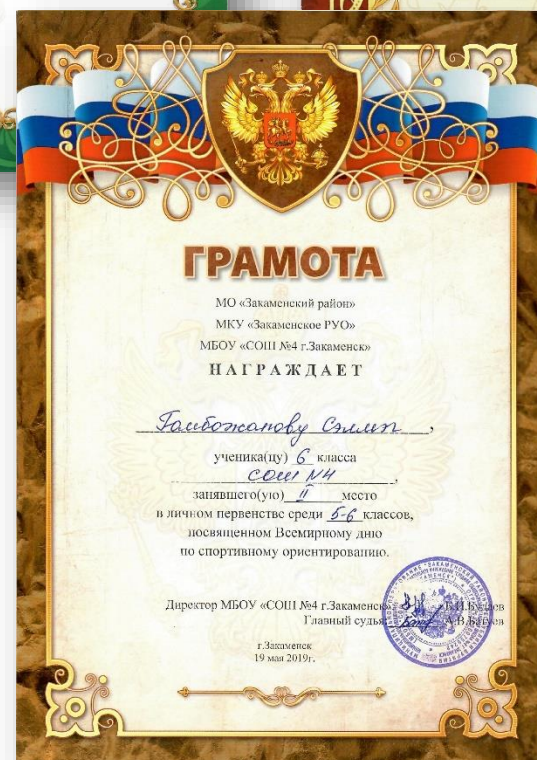 ГРАМОТА
МО «Закаменский район»
МКУ «Закаменское РУО»
МБОУ «СОШ №4 г.Закаменск»
НАГРАЖДАЕТ
Гомбожапову Сэлмэг,
ученика(цу) 6 класса
СОШ №4,
занявшего(ую) II место
в личном первенстве среди 5-6 классов,
посвященном Всемирному дню
по спортивному ориентированию.
Директор МБОУ «СОШ №4 г.Закаменск»
Главный судья:
г.Закаменск
19 мая 2019г.